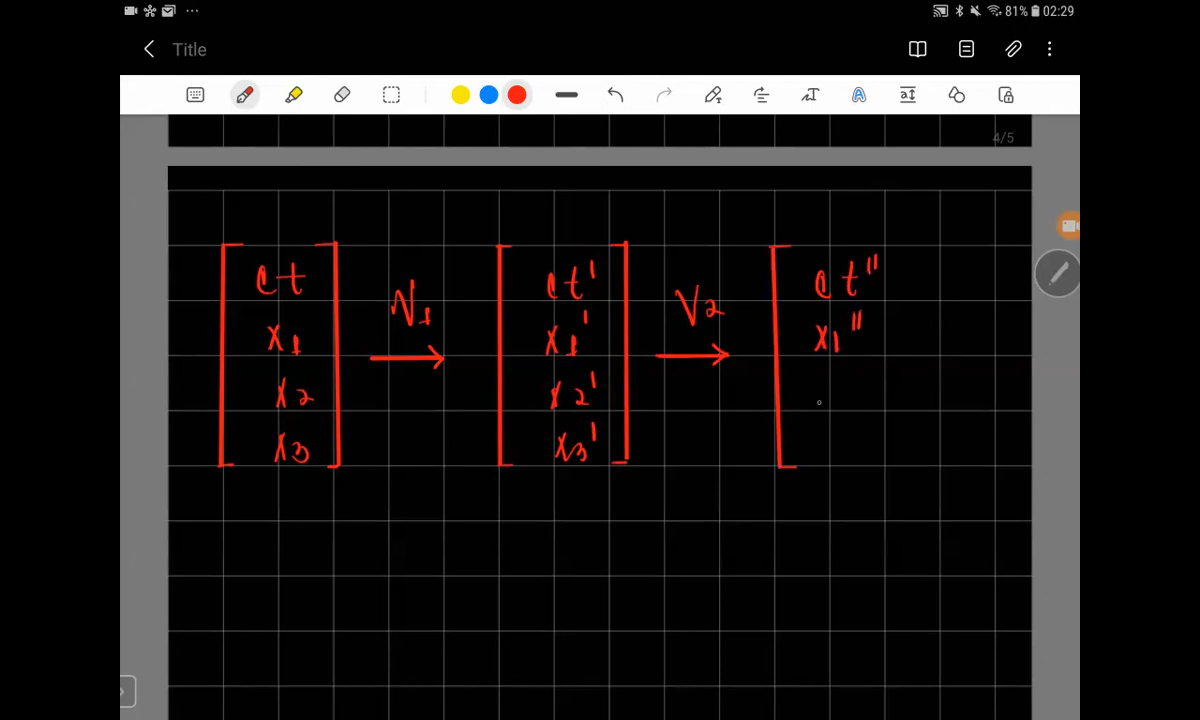 81% 02:29
Title
4/5
ct
x1
x2
x3
V1
ct'
x1'
x2'
x3'
V2
ct''
x1''